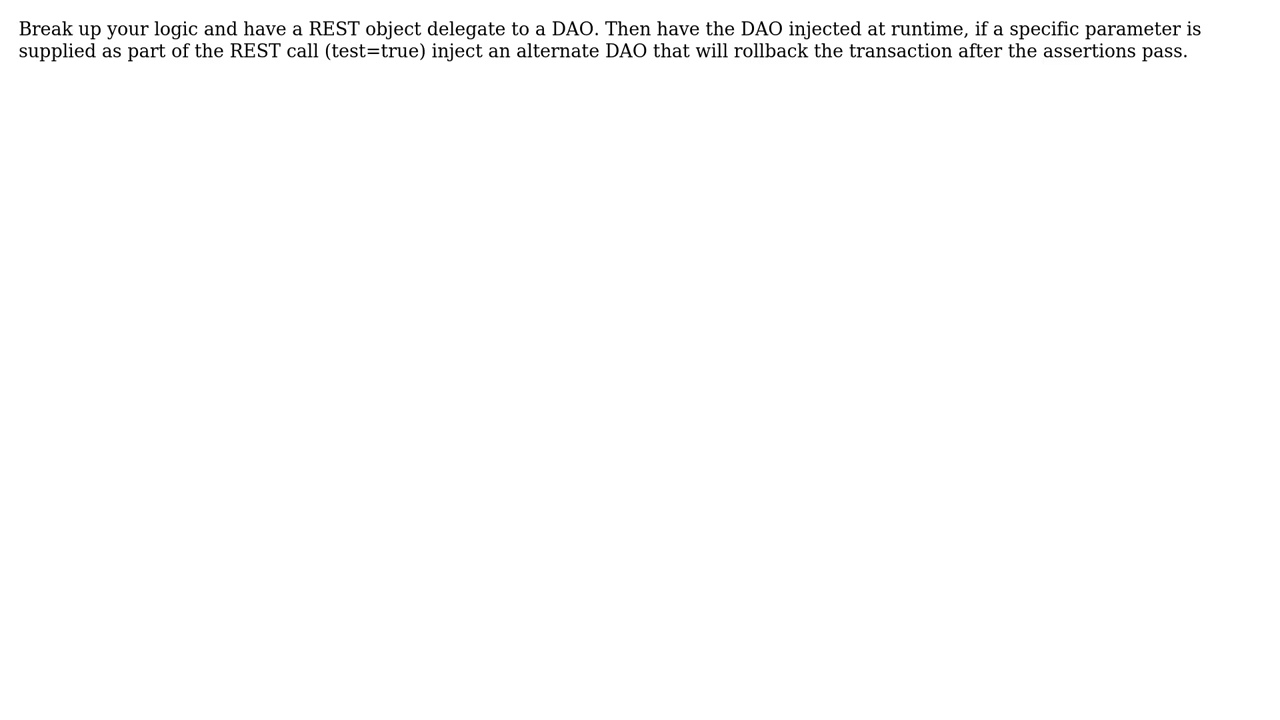 Break up your logic and have a REST object delegate to a DAO. Then have the DAO injected at runtime, if a specific parameter is
supplied as part of the REST call (test=true) inject an alternate DAO that will rollback the transaction after the assertions pass.